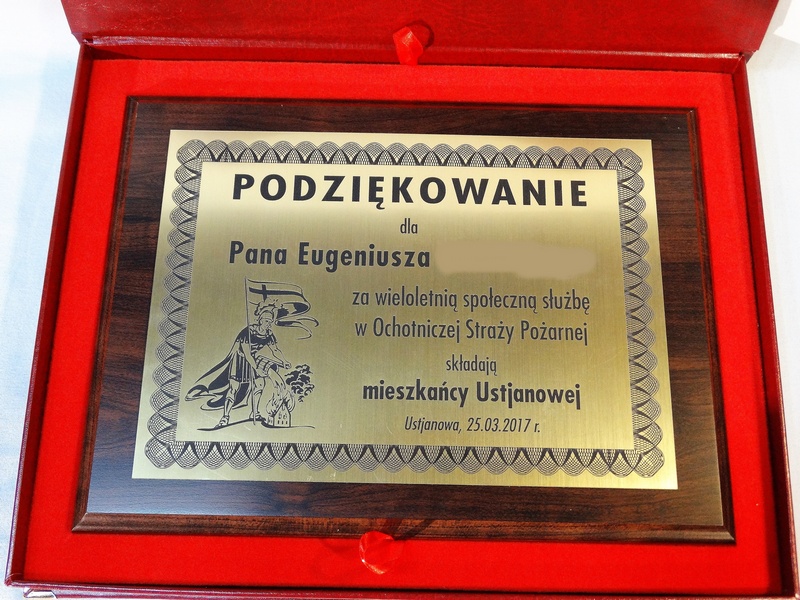 PODZIĘKOWANIE
dla
Pana Eugeniusza
za wieloletnią społeczną służbę
w Ochotniczej Straży Pożarnej
składają
mieszkańcy Ustjanowej
Ustjanowa, 25.03.2017 r.